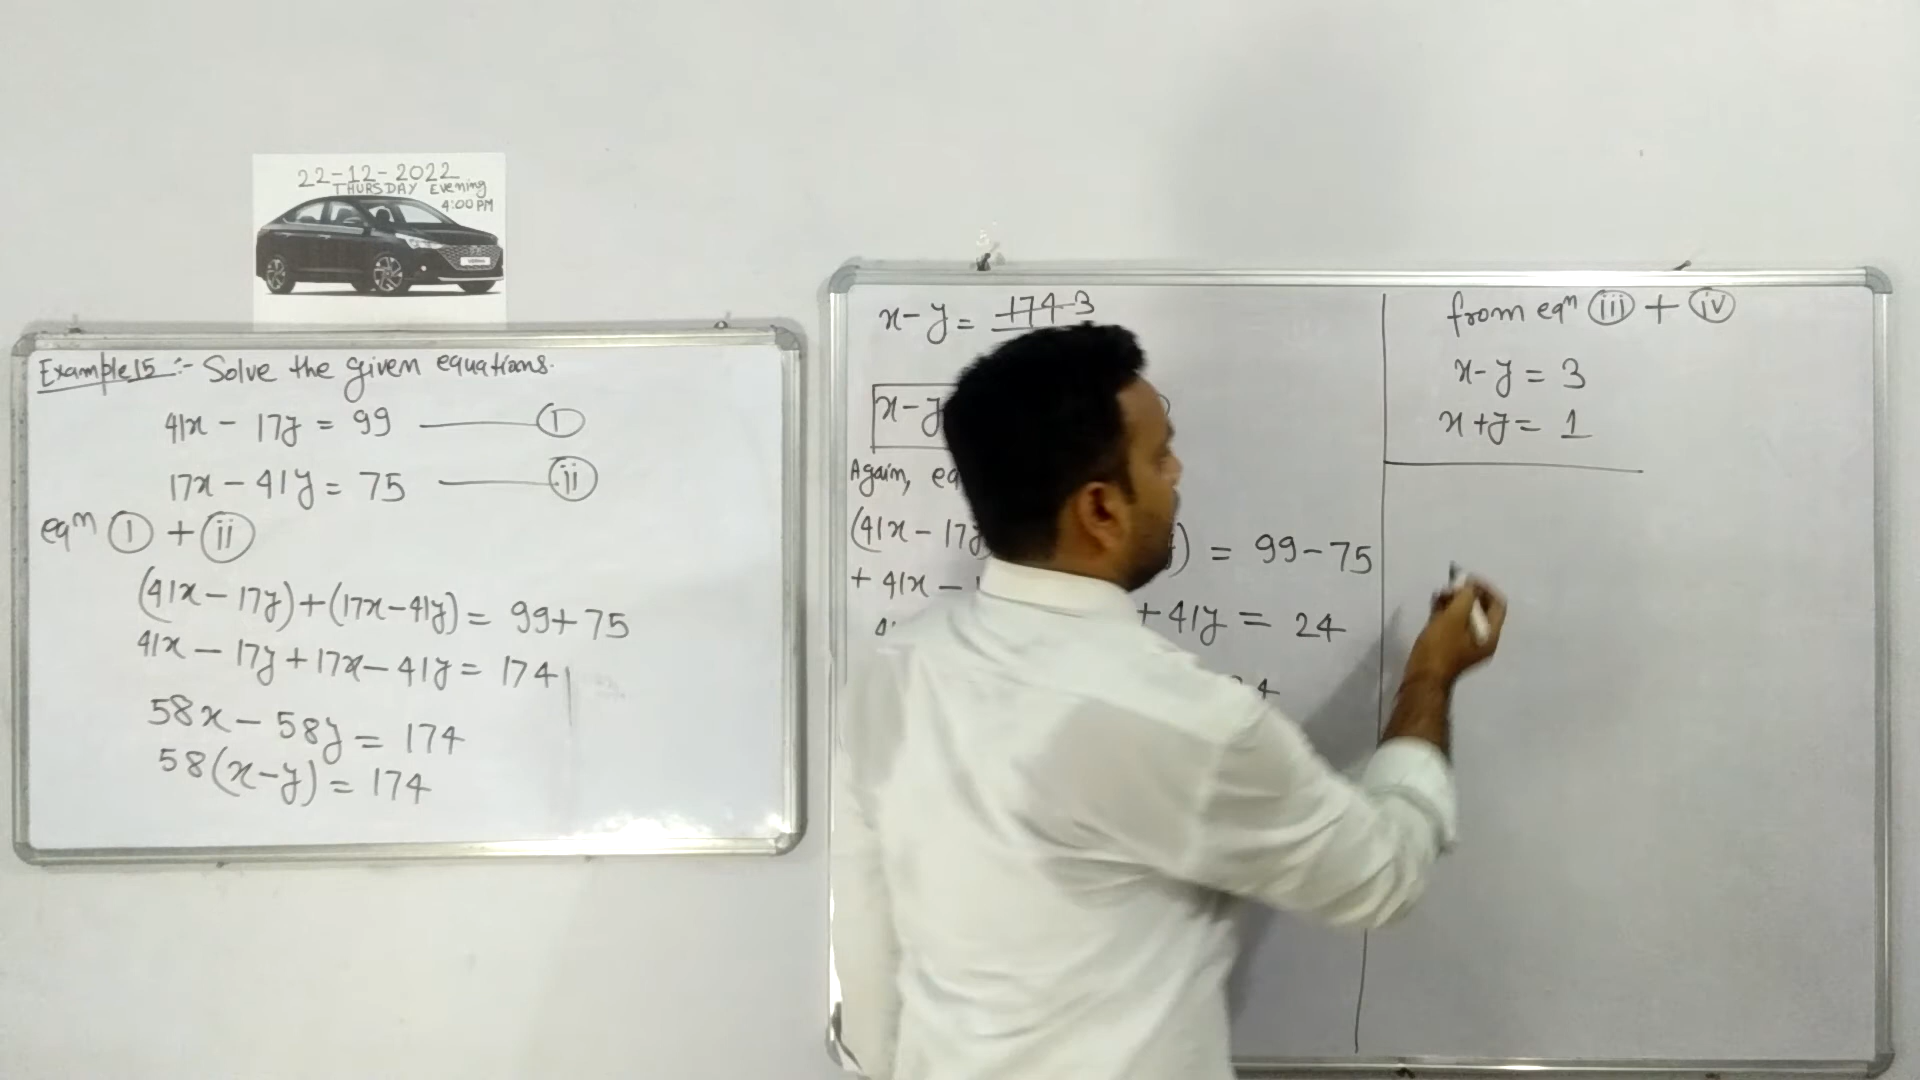 22-12-2022
THURSDAY Evening
4:00 PM
Example 15 :- Solve the given equations.
41x - 17y = 99 ——— (i)
17x - 41y = 75 ——— (ii)
eqn (i) + (ii)
(41x - 17y) + (17x - 41y) = 99 + 75
41x - 17y + 17x - 41y = 174
58x - 58y = 174
58(x-y) = 174
x - y = 174 3
x - y
Again,
(41x - 17y ) = 99 - 75
+ 41x - + 41y = 24
from eqn (iii) + (iv)
x - y = 3
x + y = 1